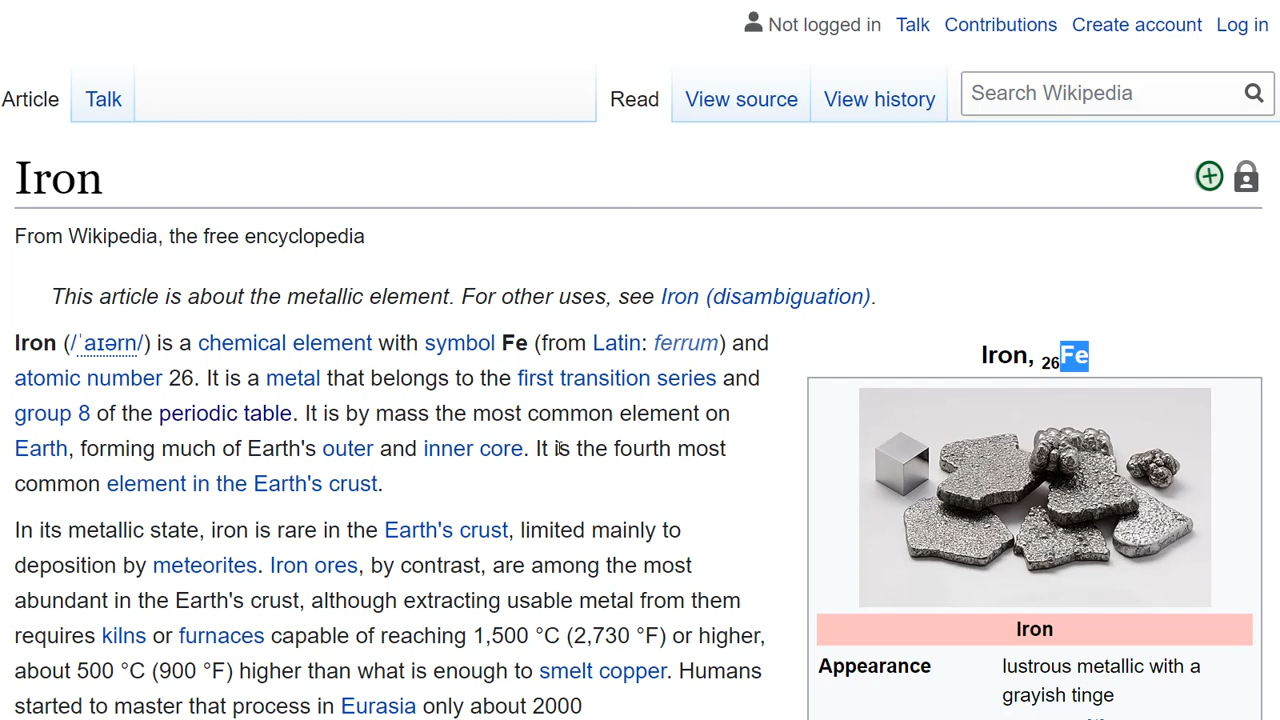 Not logged in Talk Contributions Create account Log in
Article Talk Read View source View history Search Wikipedia
Iron
From Wikipedia, the free encyclopedia
This article is about the metallic element. For other uses, see Iron (disambiguation).
Iron (/ˈaɪərn/) is a chemical element with symbol Fe (from Latin: ferrum) and
atomic number 26. It is a metal that belongs to the first transition series and
group 8 of the periodic table. It is by mass the most common element on
Earth, forming much of Earth's outer and inner core. It is the fourth most
common element in the Earth's crust.
In its metallic state, iron is rare in the Earth's crust, limited mainly to
deposition by meteorites. Iron ores, by contrast, are among the most
abundant in the Earth's crust, although extracting usable metal from them
requires kilns or furnaces capable of reaching 1,500 °C (2,730 °F) or higher,
about 500 °C (900 °F) higher than what is enough to smelt copper. Humans
started to master that process in Eurasia only about 2000
Iron, 26Fe
Iron
Appearance lustrous metallic with a
grayish tinge